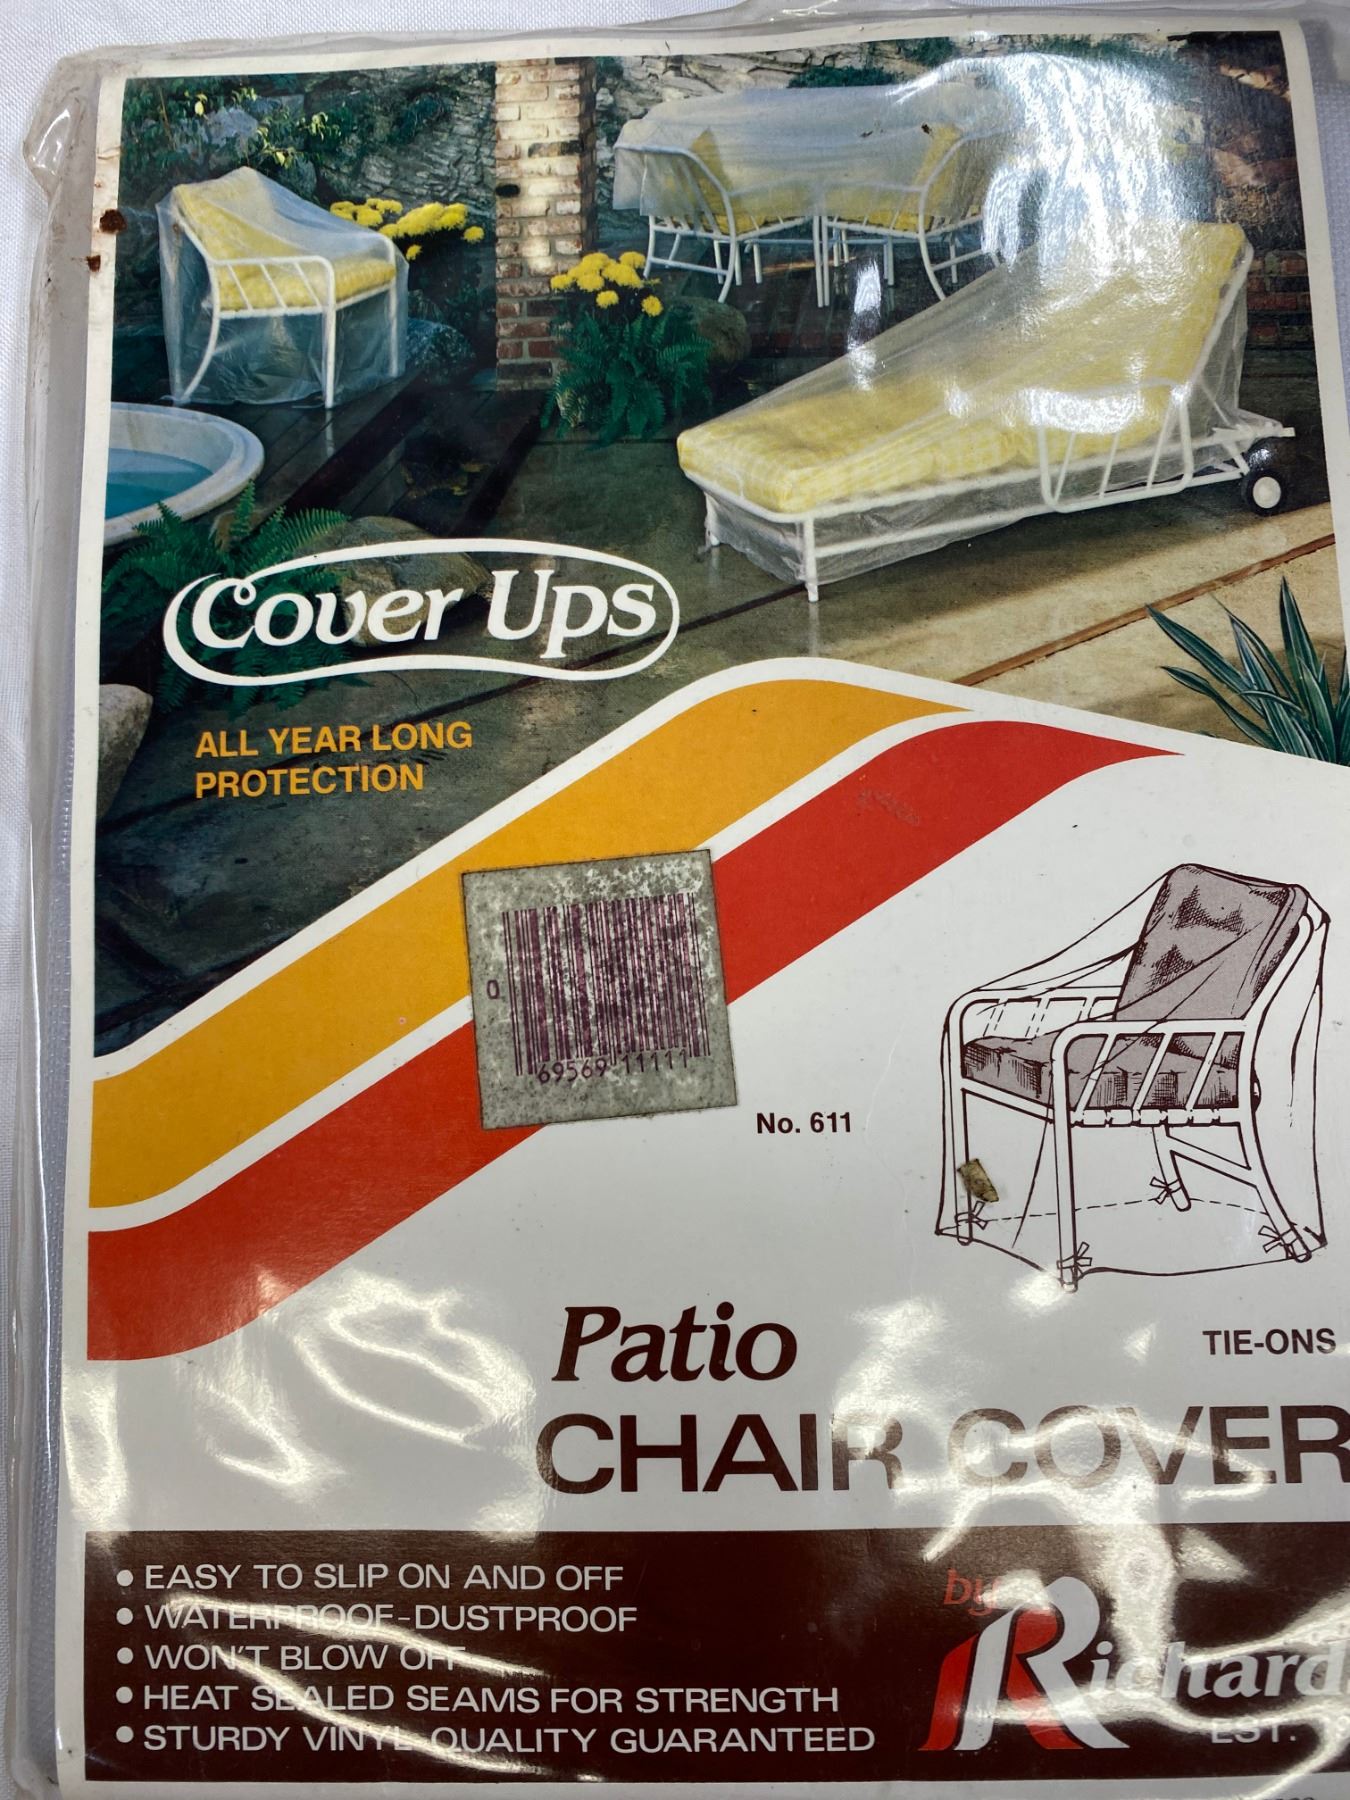 Cover Ups
ALL YEAR LONG
PROTECTION
0
69569 11111
No. 611
Patio
TIE-ONS
CHAIR COVER
• EASY TO SLIP ON AND OFF
• WATERPROOF-DUSTPROOF
• WON'T BLOW OFF
• HEAT SEALED SEAMS FOR STRENGTH
• STURDY VINYL QUALITY GUARANTEED
by
Richard
EST.